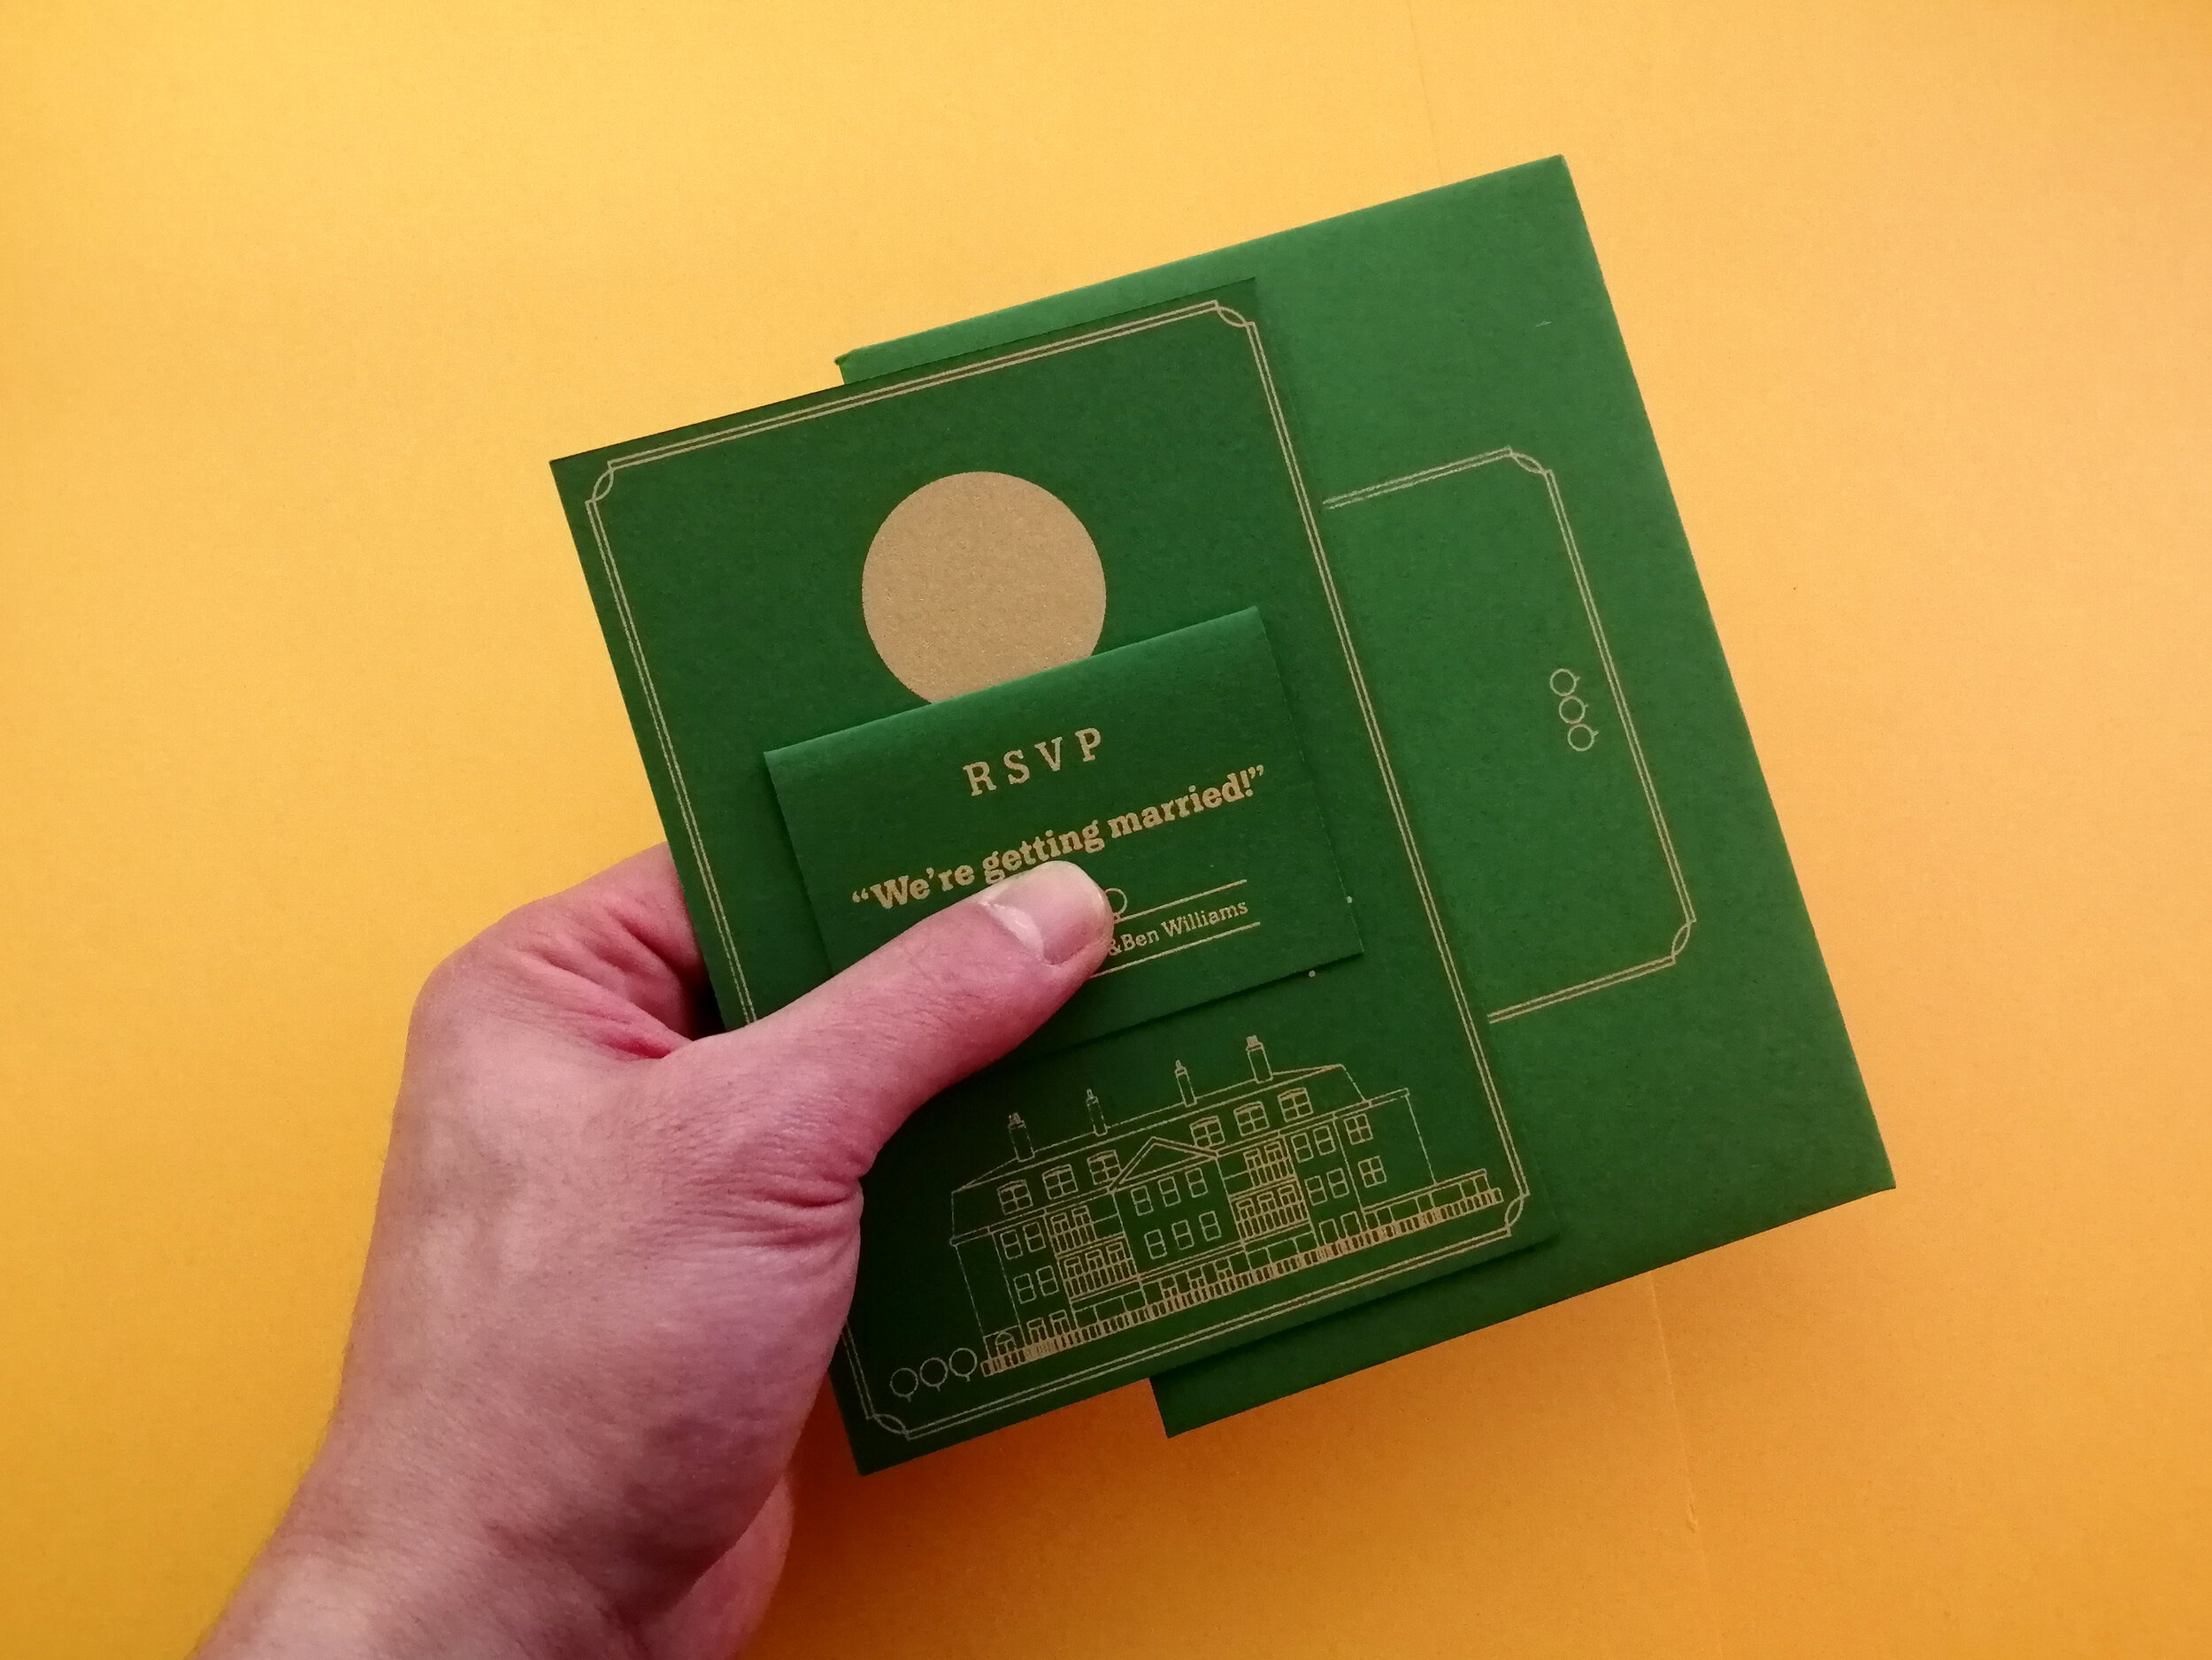 RSVP
“We’re getting married!”
&Ben Williams